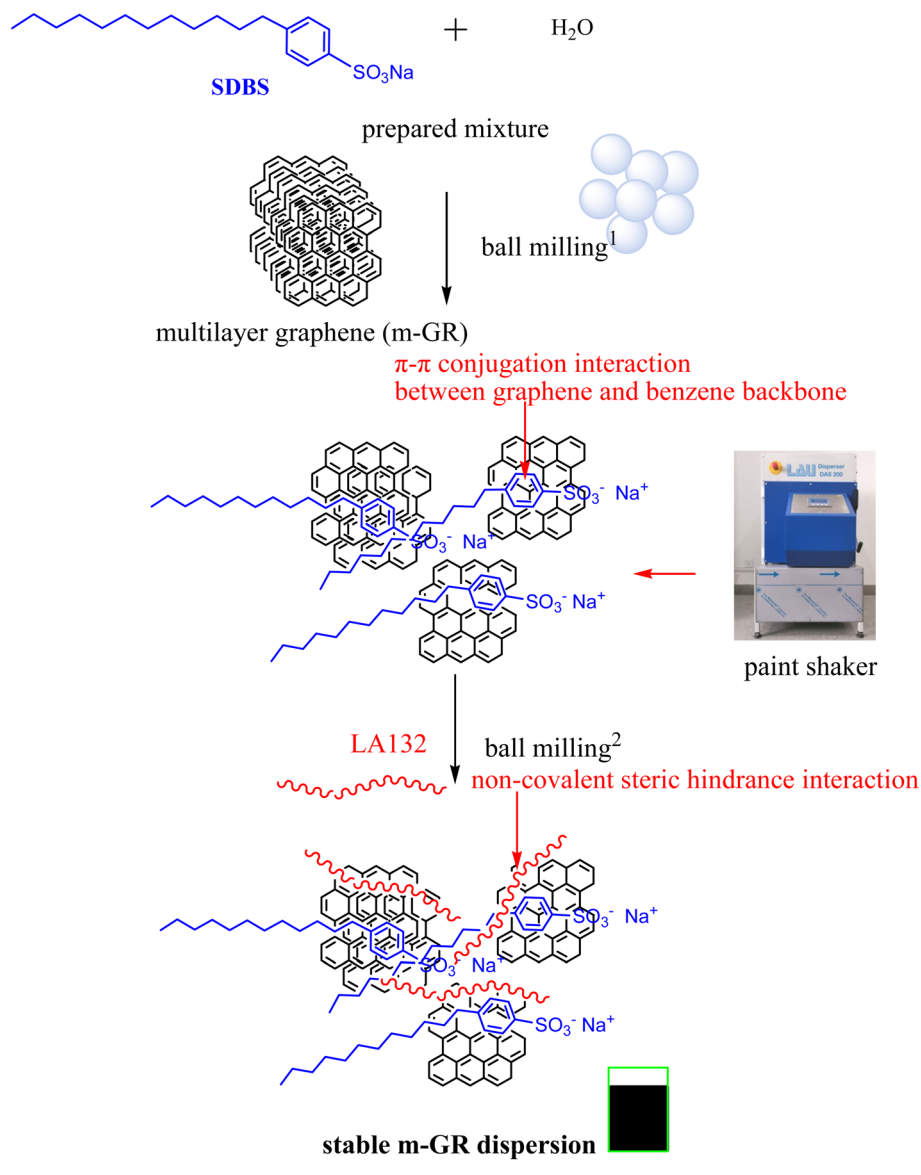 +
H₂O
SO₃Na
SDBS
prepared mixture
ball milling¹
multilayer graphene (m-GR)
π-π conjugation interaction
between graphene and benzene backbone
LAU Disperser
DAS 200
SO₃⁻ Na⁺
SO₃⁻ Na⁺
SO₃⁻ Na⁺
paint shaker
LA132
ball milling²
non-covalent steric hindrance interaction
SO₃⁻ Na⁺
SO₃⁻ Na⁺
SO₃⁻ Na⁺
stable m-GR dispersion